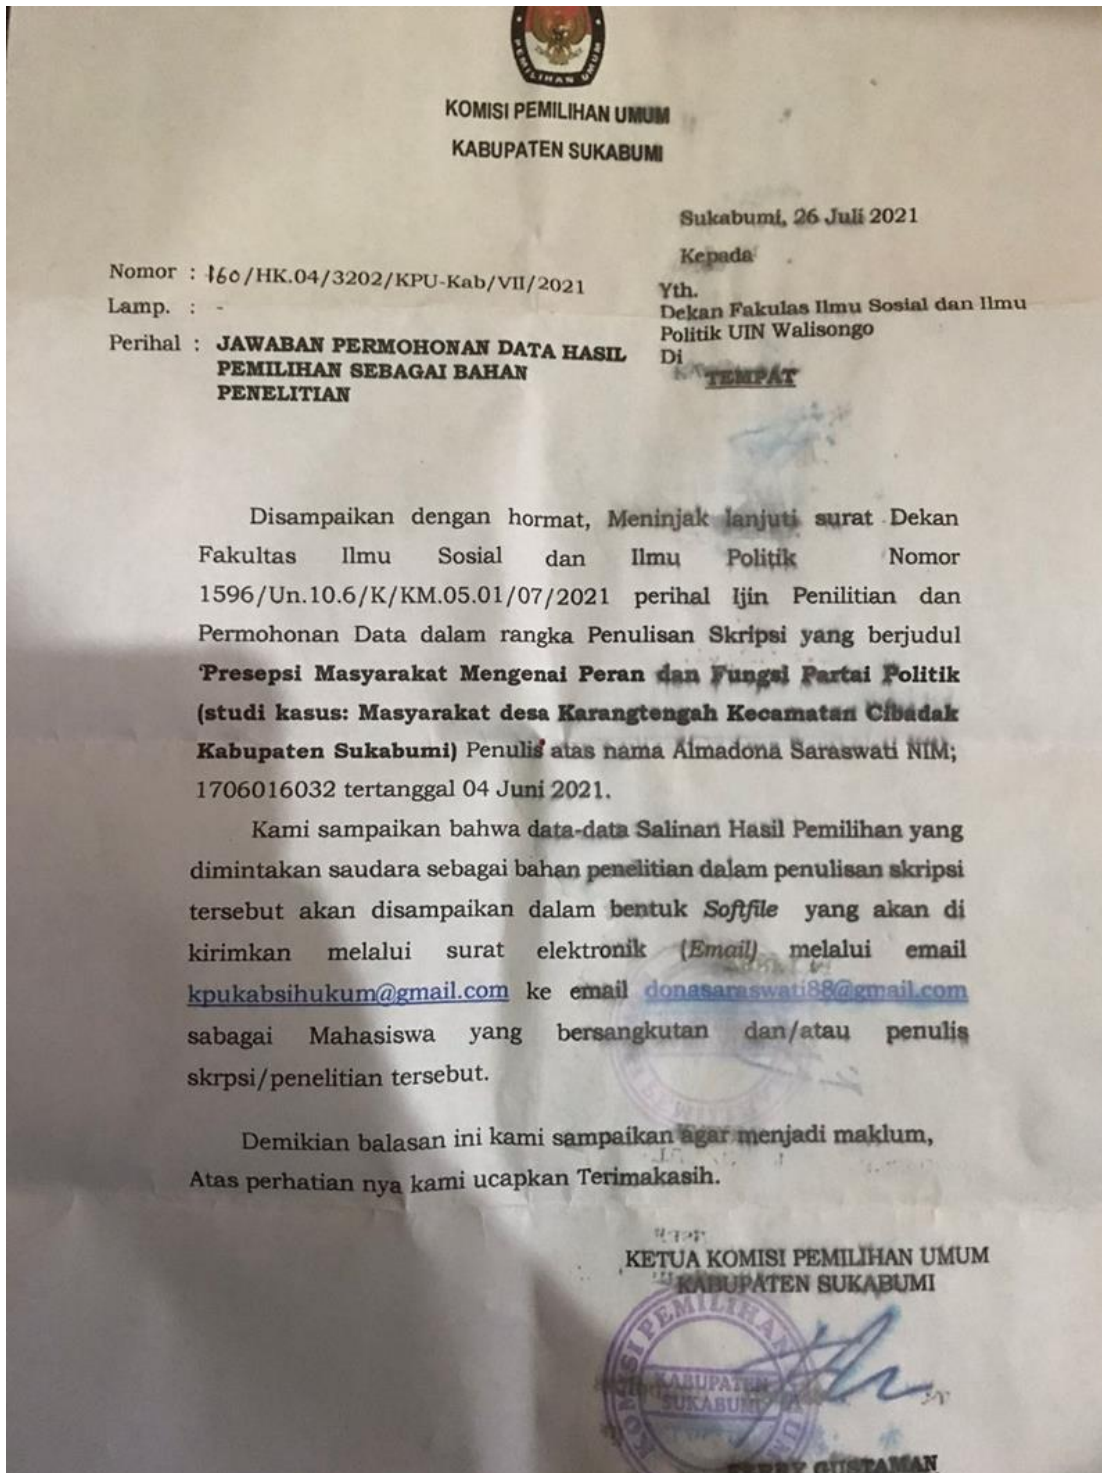 PEMILIHAN UMUM
KOMISI PEMILIHAN UMUM
KABUPATEN SUKABUMI
Sukabumi, 26 Juli 2021
Kepada
Nomor : 160/HK.04/3202/KPU-Kab/VII/2021
Yth.
Lamp. : -
Dekan Fakulas Ilmu Sosial dan Ilmu
Politik UIN Walisongo
Perihal : JAWABAN PERMOHONAN DATA HASIL
Di
PEMILIHAN SEBAGAI BAHAN
TEMPAT
PENELITIAN
Disampaikan dengan hormat, Meninjak lanjuti surat Dekan
Fakultas Ilmu Sosial dan Ilmu Politik Nomor
1596/Un.10.6/K/KM.05.01/07/2021 perihal Ijin Penilitian dan
Permohonan Data dalam rangka Penulisan Skripsi yang berjudul
"Presepsi Masyarakat Mengenai Peran dan Fungsi Partai Politik
(studi kasus: Masyarakat desa Karangtengah Kecamatan Cibadak
Kabupaten Sukabumi) Penulis atas nama Almadona Saraswati NIM;
1706016032 tertanggal 04 Juni 2021.
Kami sampaikan bahwa data-data Salinan Hasil Pemilihan yang
dimintakan saudara sebagai bahan penelitian dalam penulisan skripsi
tersebut akan disampaikan dalam bentuk Softfile yang akan di
kirimkan melalui surat elektronik (Email) melalui email
kpukabsihukum@gmail.com ke email donasaraswati88@gmail.com
sabagai Mahasiswa yang bersangkutan dan/atau penulis
skrpsi/penelitian tersebut.
Demikian balasan ini kami sampaikan agar menjadi maklum,
Atas perhatian nya kami ucapkan Terimakasih.
KETUA KOMISI PEMILIHAN UMUM
KABUPATEN SUKABUMI
KOMISI PEMILIHAN UM
KABUPATEN
SUKABUMI
GUSTAMAN